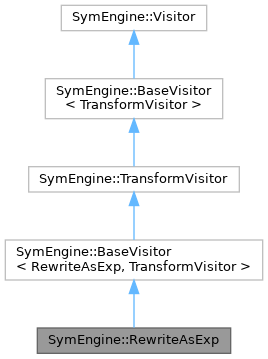 SymEngine::Visitor
SymEngine::BaseVisitor
< TransformVisitor >
SymEngine::TransformVisitor
SymEngine::BaseVisitor
< RewriteAsExp, TransformVisitor >
SymEngine::RewriteAsExp